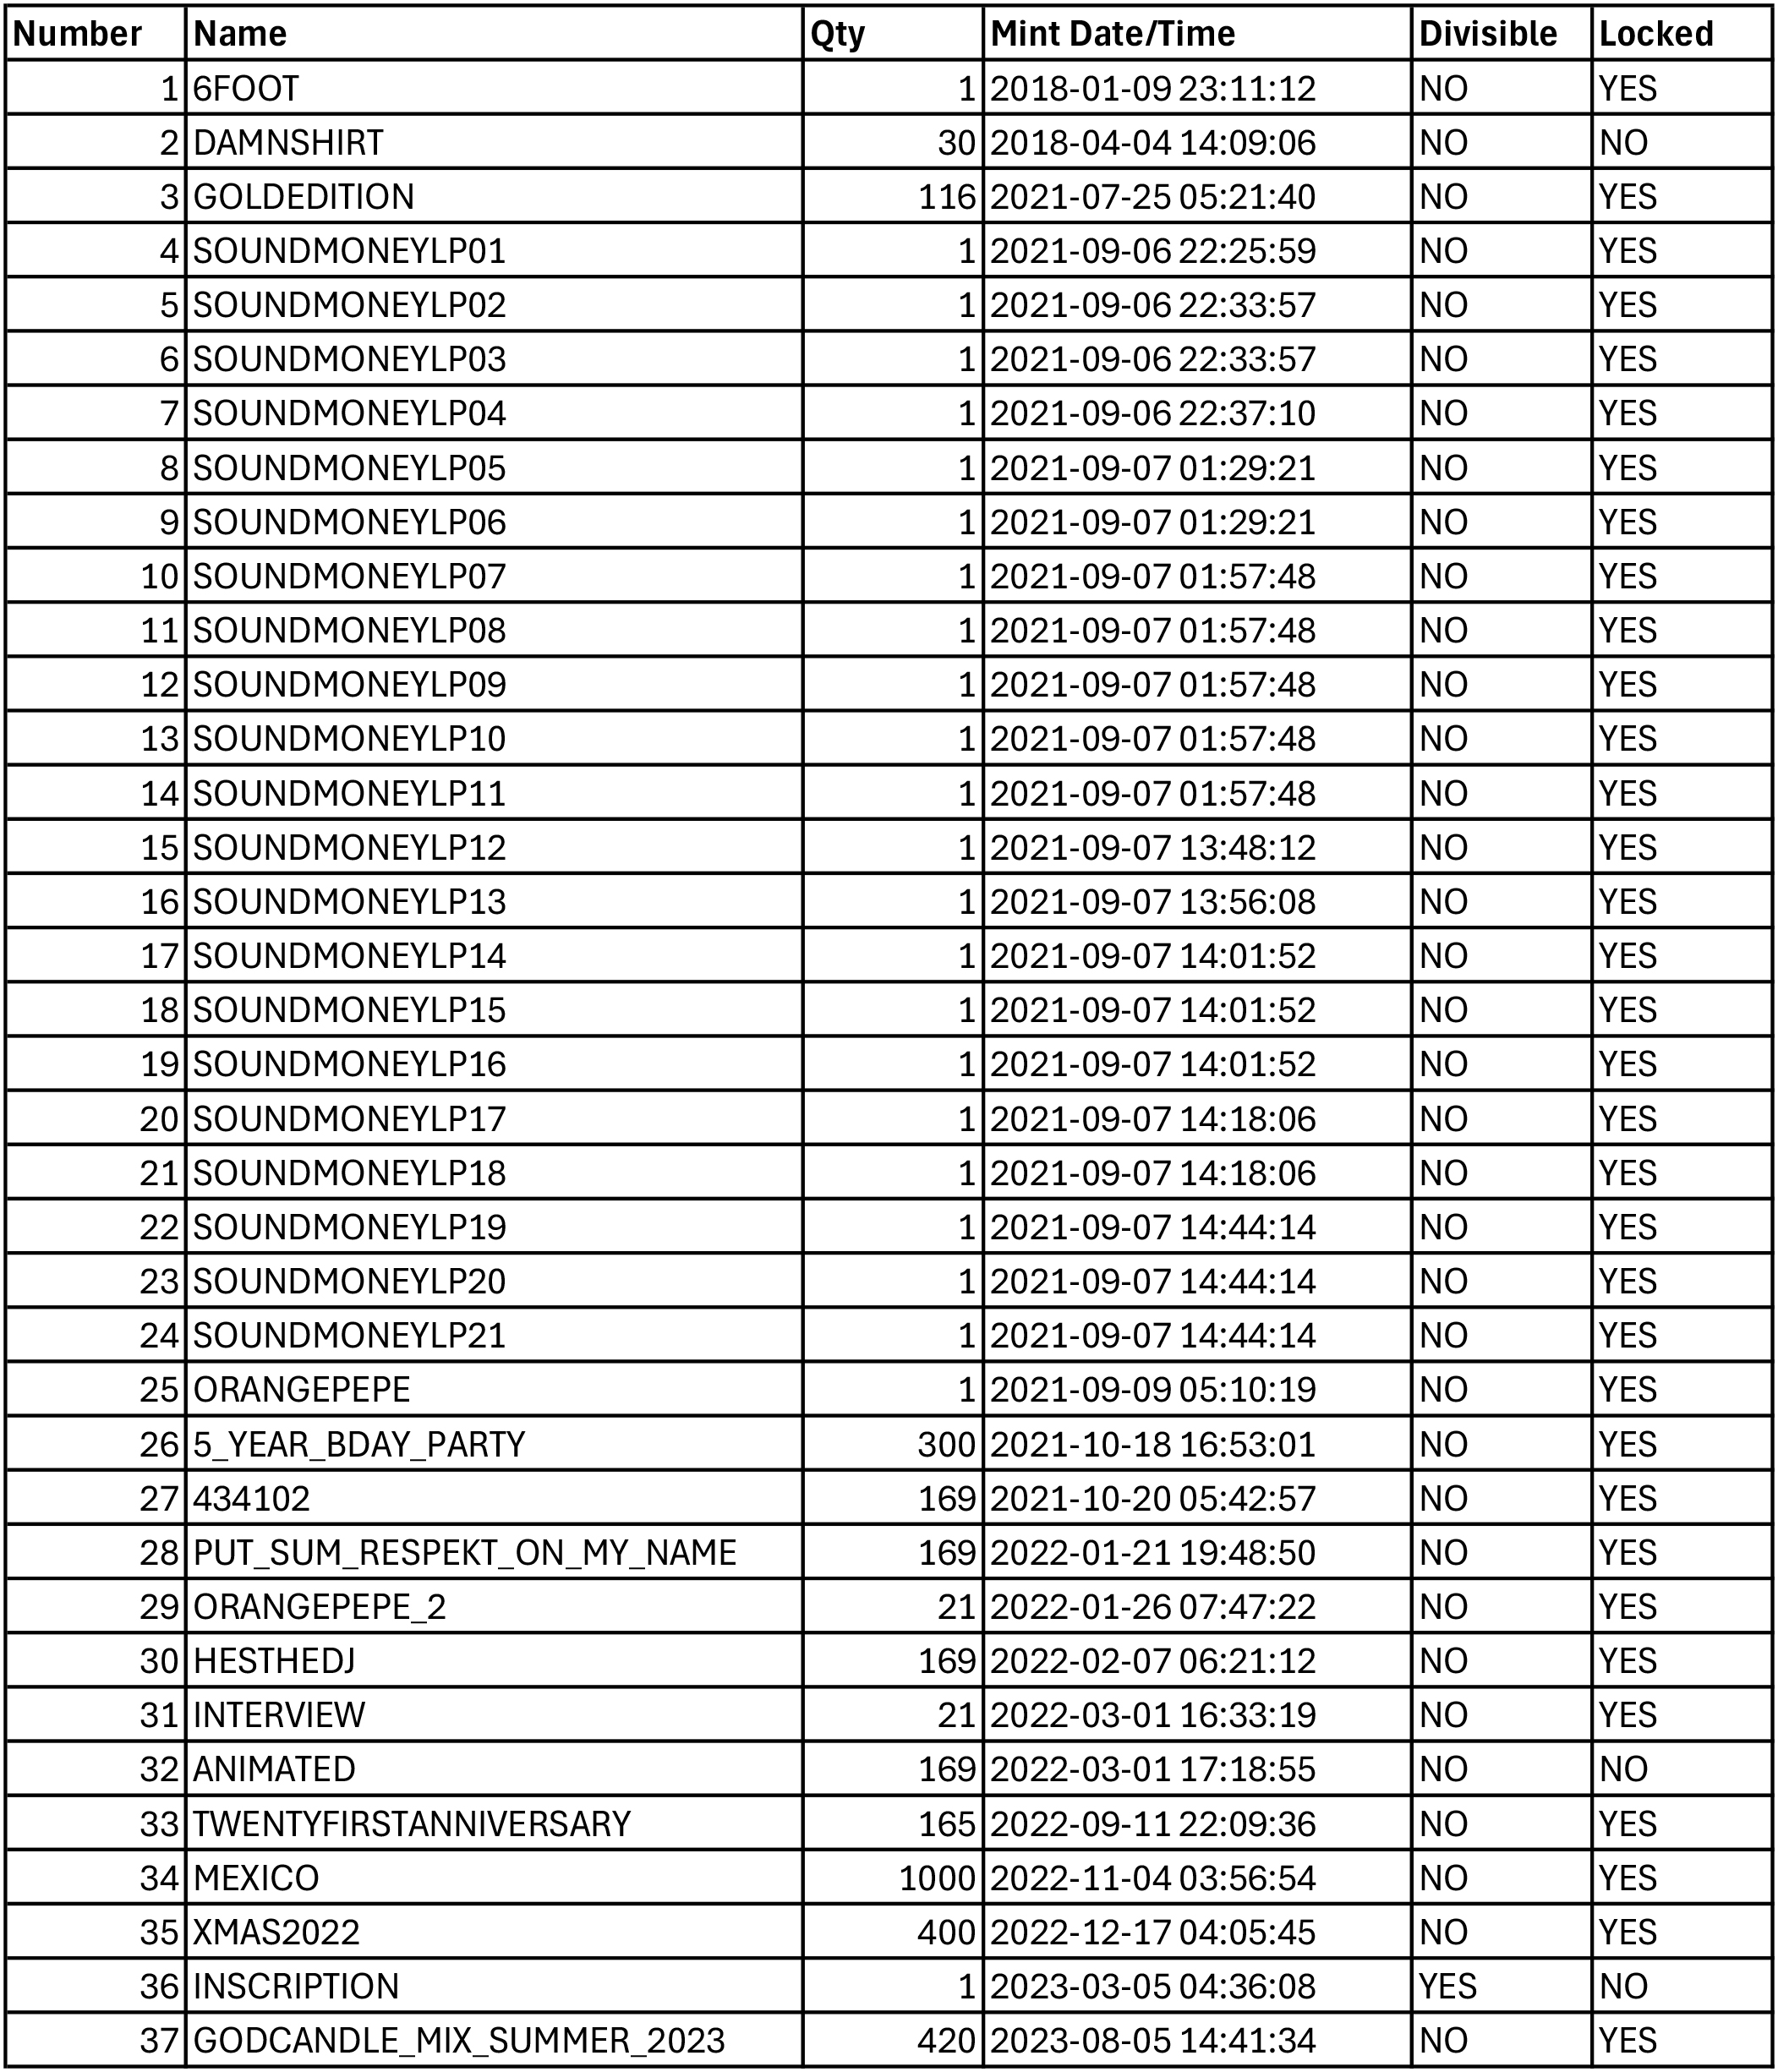 Number Name Qty Mint Date/Time Divisible Locked
1 6FOOT 1 2018-01-09 23:11:12 NO YES
2 DAMNSHIRT 30 2018-04-04 14:09:06 NO NO
3 GOLDEDITION 116 2021-07-25 05:21:40 NO YES
4 SOUNDMONEYLP01 1 2021-09-06 22:25:59 NO YES
5 SOUNDMONEYLP02 1 2021-09-06 22:33:57 NO YES
6 SOUNDMONEYLP03 1 2021-09-06 22:33:57 NO YES
7 SOUNDMONEYLP04 1 2021-09-06 22:37:10 NO YES
8 SOUNDMONEYLP05 1 2021-09-07 01:29:21 NO YES
9 SOUNDMONEYLP06 1 2021-09-07 01:29:21 NO YES
10 SOUNDMONEYLP07 1 2021-09-07 01:57:48 NO YES
11 SOUNDMONEYLP08 1 2021-09-07 01:57:48 NO YES
12 SOUNDMONEYLP09 1 2021-09-07 01:57:48 NO YES
13 SOUNDMONEYLP10 1 2021-09-07 01:57:48 NO YES
14 SOUNDMONEYLP11 1 2021-09-07 01:57:48 NO YES
15 SOUNDMONEYLP12 1 2021-09-07 13:48:12 NO YES
16 SOUNDMONEYLP13 1 2021-09-07 13:56:08 NO YES
17 SOUNDMONEYLP14 1 2021-09-07 14:01:52 NO YES
18 SOUNDMONEYLP15 1 2021-09-07 14:01:52 NO YES
19 SOUNDMONEYLP16 1 2021-09-07 14:01:52 NO YES
20 SOUNDMONEYLP17 1 2021-09-07 14:18:06 NO YES
21 SOUNDMONEYLP18 1 2021-09-07 14:18:06 NO YES
22 SOUNDMONEYLP19 1 2021-09-07 14:44:14 NO YES
23 SOUNDMONEYLP20 1 2021-09-07 14:44:14 NO YES
24 SOUNDMONEYLP21 1 2021-09-07 14:44:14 NO YES
25 ORANGEPEPE 1 2021-09-09 05:10:19 NO YES
26 5_YEAR_BDAY_PARTY 300 2021-10-18 16:53:01 NO YES
27 434102 169 2021-10-20 05:42:57 NO YES
28 PUT_SUM_RESPEKT_ON_MY_NAME 169 2022-01-21 19:48:50 NO YES
29 ORANGEPEPE_2 21 2022-01-26 07:47:22 NO YES
30 HESTHEDJ 169 2022-02-07 06:21:12 NO YES
31 INTERVIEW 21 2022-03-01 16:33:19 NO YES
32 ANIMATED 169 2022-03-01 17:18:55 NO NO
33 TWENTYFIRSTANNIVERSARY 165 2022-09-11 22:09:36 NO YES
34 MEXICO 1000 2022-11-04 03:56:54 NO YES
35 XMAS2022 400 2022-12-17 04:05:45 NO YES
36 INSCRIPTION 1 2023-03-05 04:36:08 YES NO
37 GODCANDLE_MIX_SUMMER_2023 420 2023-08-05 14:41:34 NO YES